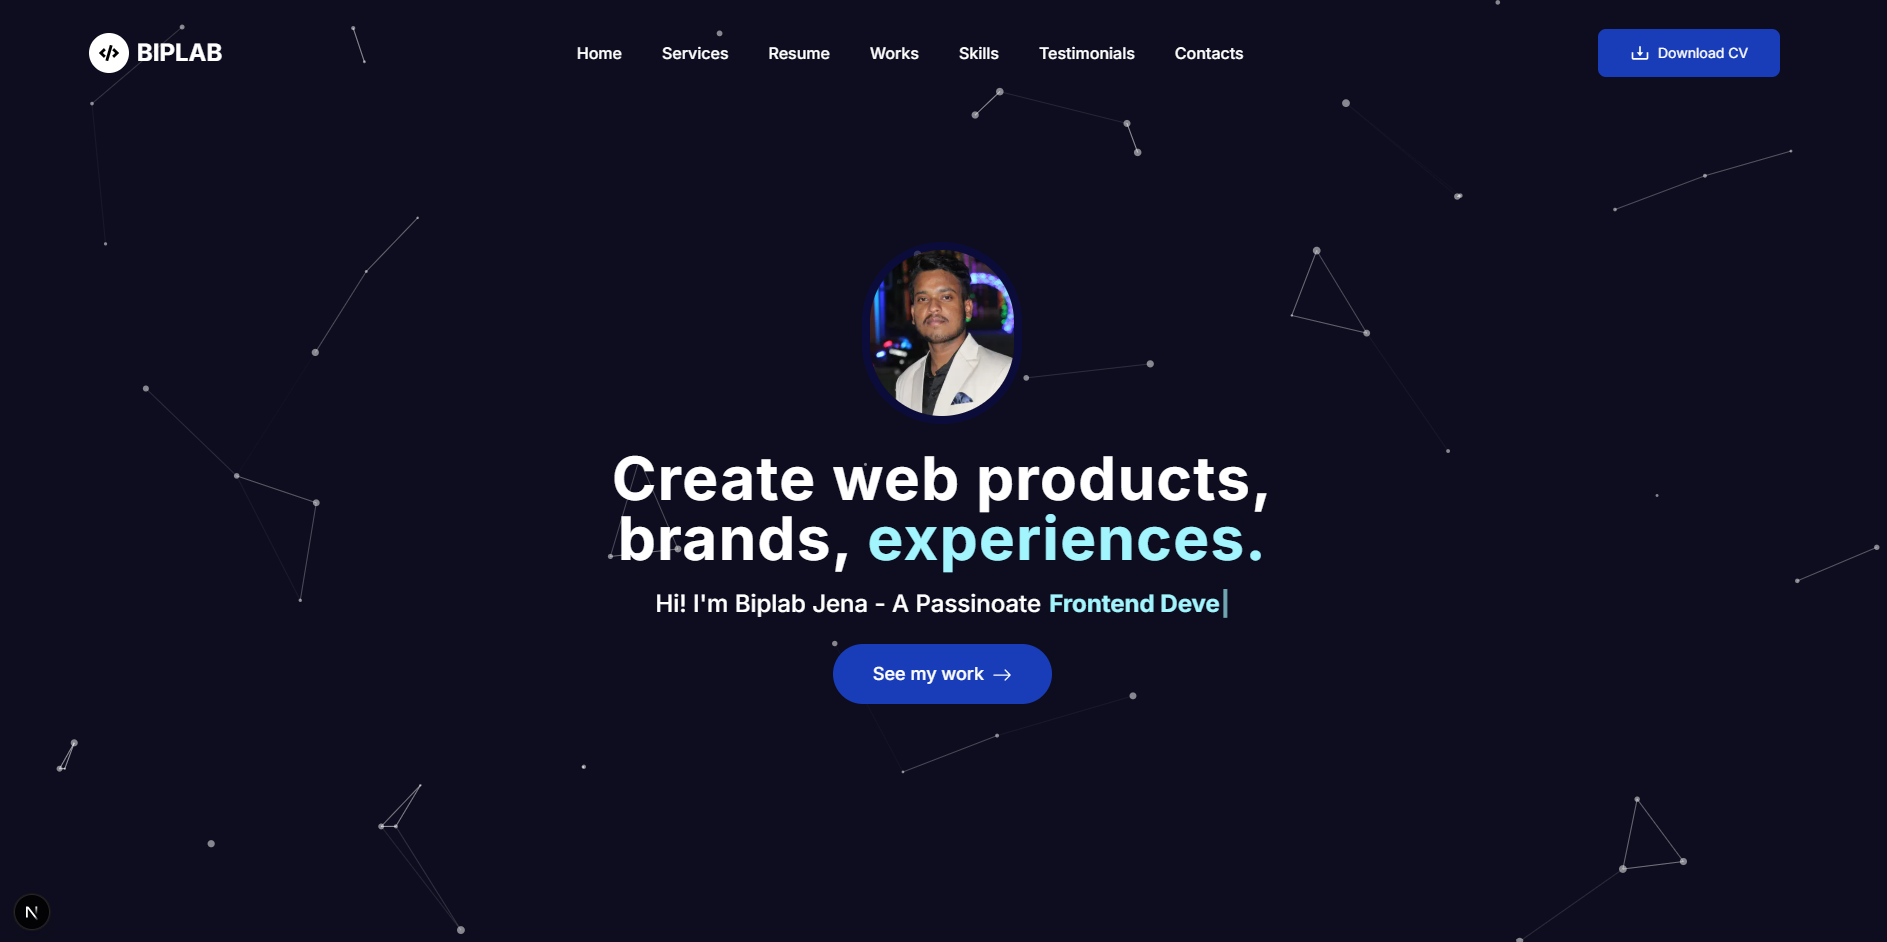 BIPLAB
Home Services Resume Works Skills Testimonials Contacts
Download CV
Create web products,
brands, experiences.
Hi! I'm Biplab Jena - A Passinoate Frontend Deve
See my work
N